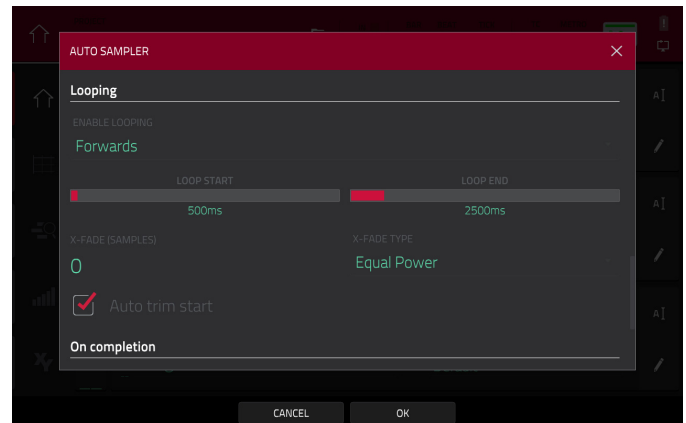 AUTO SAMPLER
Looping
ENABLE LOOPING
Forwards
LOOP START
LOOP END
500ms
2500ms
X-FADE (SAMPLES)
X-FADE TYPE
0
Equal Power
Auto trim start
On completion
CANCEL
OK